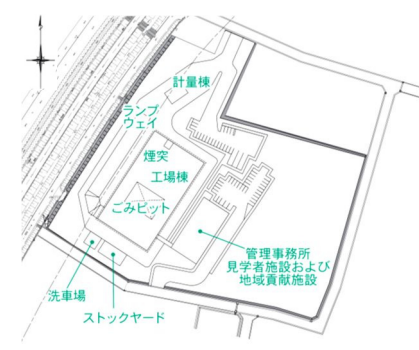 計量棟
ランプ
ウェイ
煙突
工場棟
ごみピット
管理事務所
見学者施設および
地域貢献施設
洗車場
ストックヤード